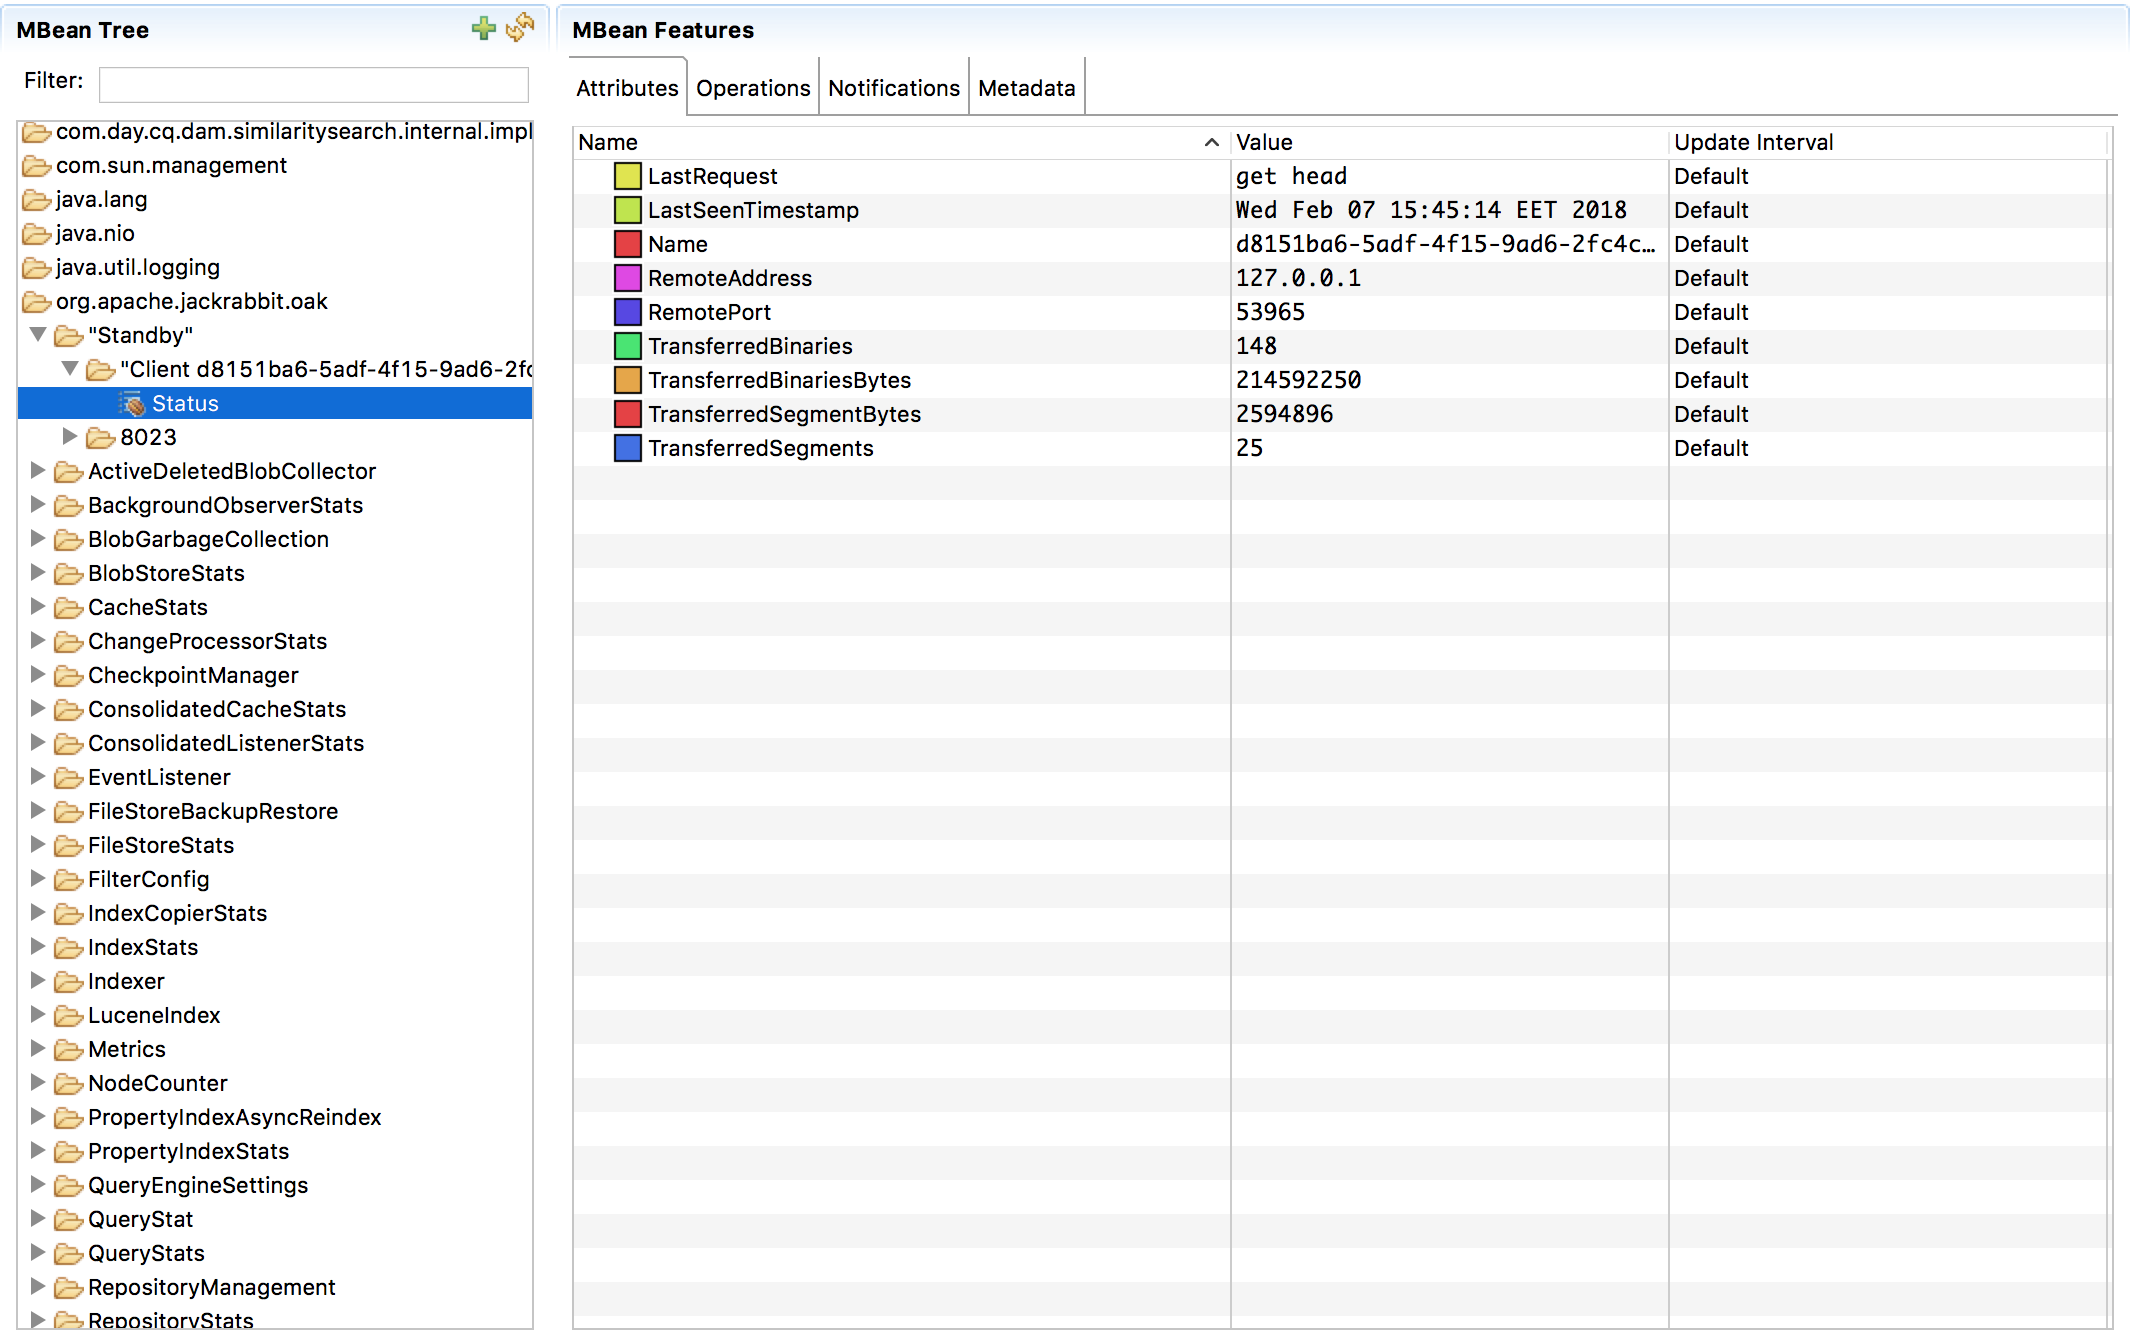 MBean Tree
Filter:
com.day.cq.dam.similaritysearch.internal.impl
com.sun.management
java.lang
java.nio
java.util.logging
org.apache.jackrabbit.oak
"Standby"
"Client d8151ba6-5adf-4f15-9ad6-2fc
Status
8023
ActiveDeletedBlobCollector
BackgroundObserverStats
BlobGarbageCollection
BlobStoreStats
CacheStats
ChangeProcessorStats
CheckpointManager
ConsolidatedCacheStats
ConsolidatedListenerStats
EventListener
FileStoreBackupRestore
FileStoreStats
FilterConfig
IndexCopierStats
IndexStats
Indexer
LuceneIndex
Metrics
NodeCounter
PropertyIndexAsyncReindex
PropertyIndexStats
QueryEngineSettings
QueryStat
QueryStats
RepositoryManagement
RepositoryStats
MBean Features
Attributes Operations Notifications Metadata
Name Value Update Interval
LastRequest get head Default
LastSeenTimestamp Wed Feb 07 15:45:14 EET 2018 Default
Name d8151ba6-5adf-4f15-9ad6-2fc4c... Default
RemoteAddress 127.0.0.1 Default
RemotePort 53965 Default
TransferredBinaries 148 Default
TransferredBinariesBytes 214592250 Default
TransferredSegmentBytes 2594896 Default
TransferredSegments 25 Default